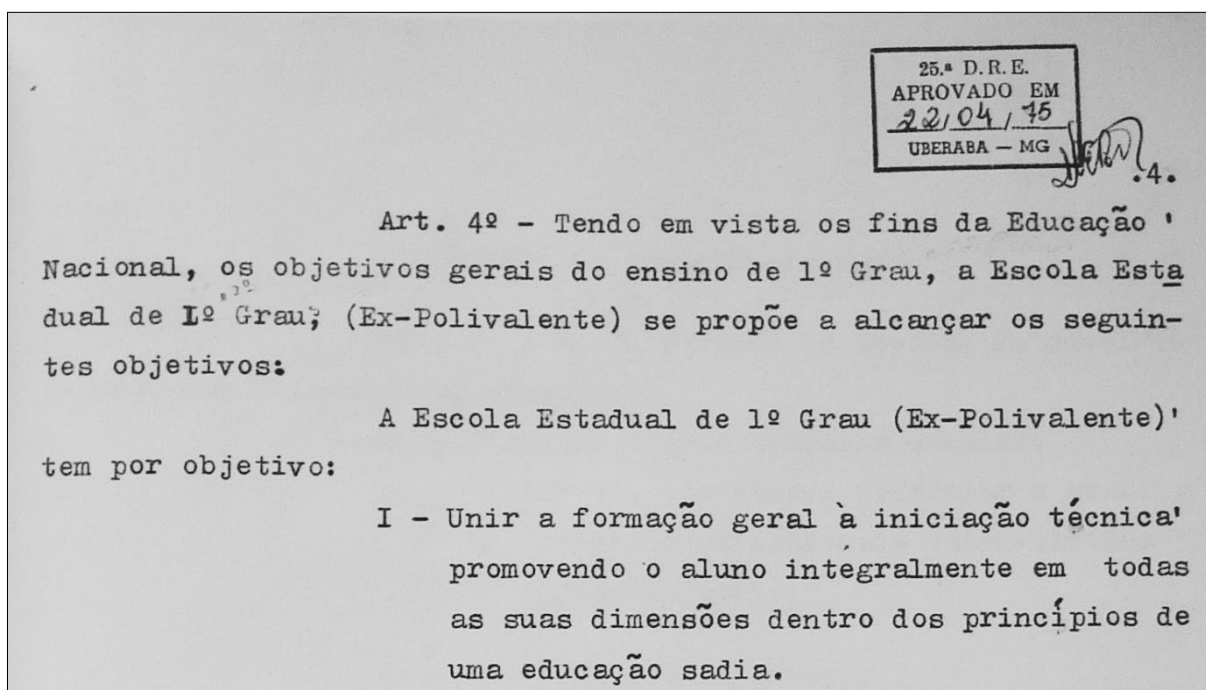 25.ª D.R.E.
APROVADO EM
22/04/75
UBERABA — MG
.4.
Art. 4º - Tendo em vista os fins da Educação '
Nacional, os objetivos gerais do ensino de 1º Grau, a Escola Esta
dual de 1º Grau, (Ex-Polivalente) se propõe a alcançar os seguin-
tes objetivos:
A Escola Estadual de 1º Grau (Ex-Polivalente)'
tem por objetivo:
I - Unir a formação geral à iniciação técnica'
promovendo o aluno integralmente em todas
as suas dimensões dentro dos princípios de
uma educação sadia.